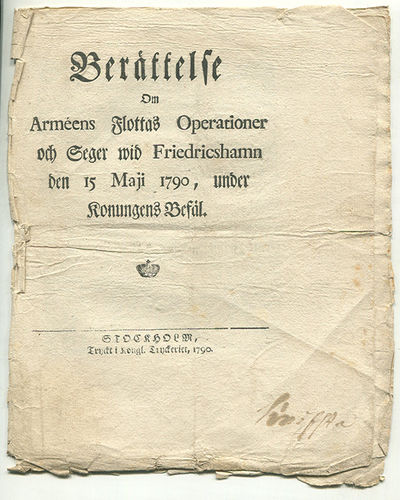 Berättelse
Om
Arméens Flottas Operationer
och Seger wid Friedricshamn
den 15 Maji 1790, under
Konungens Befäl.
STOCKHOLM,
Tryckt i Kongl. Tryckeriet, 1790.